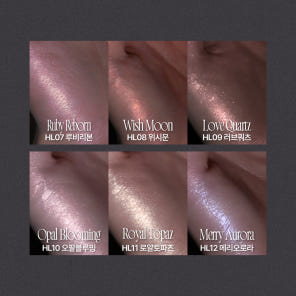 Ruby Reborn
HL07 루비리본
Wish Moon
HL08 위시문
Love Quartz
HL09 러브쿼츠
Opal Blooming
HL10 오팔블루밍
Royal Topaz
HL11 로얄토파즈
Merry Aurora
HL12 메리오로라